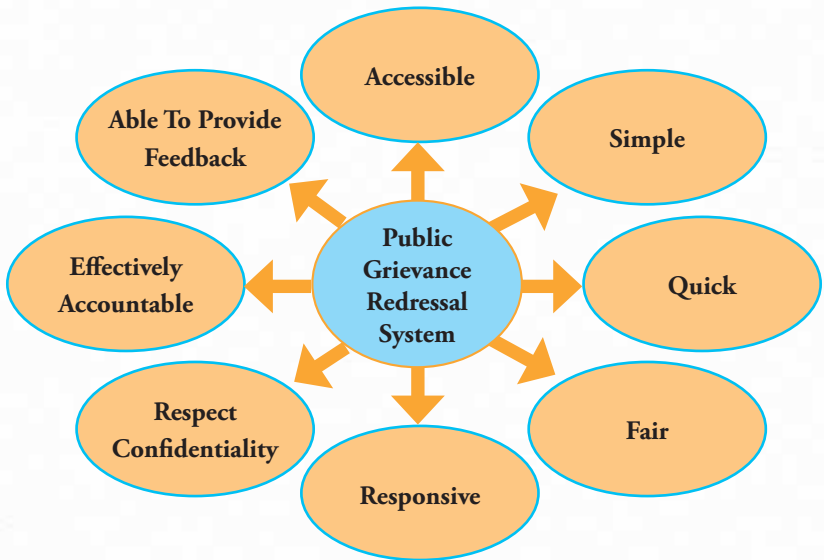 Accessible
Able To Provide
Feedback
Simple
Public
Grievance
Redressal
System
Effectively
Accountable
Quick
Respect
Confidentiality
Fair
Responsive